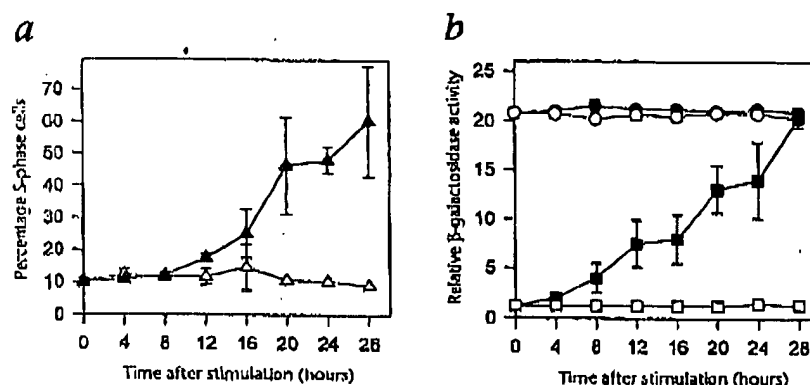 a
Percentage S-phase cells
70
60
50
40
30
20
10
0
0 4 8 12 16 20 24 28
Time after stimulation (hours)
b
Relative β-galactosidase activity
25
20
15
10
5
2
0
0 4 8 12 16 20 24 28
Time after stimulation (hours)